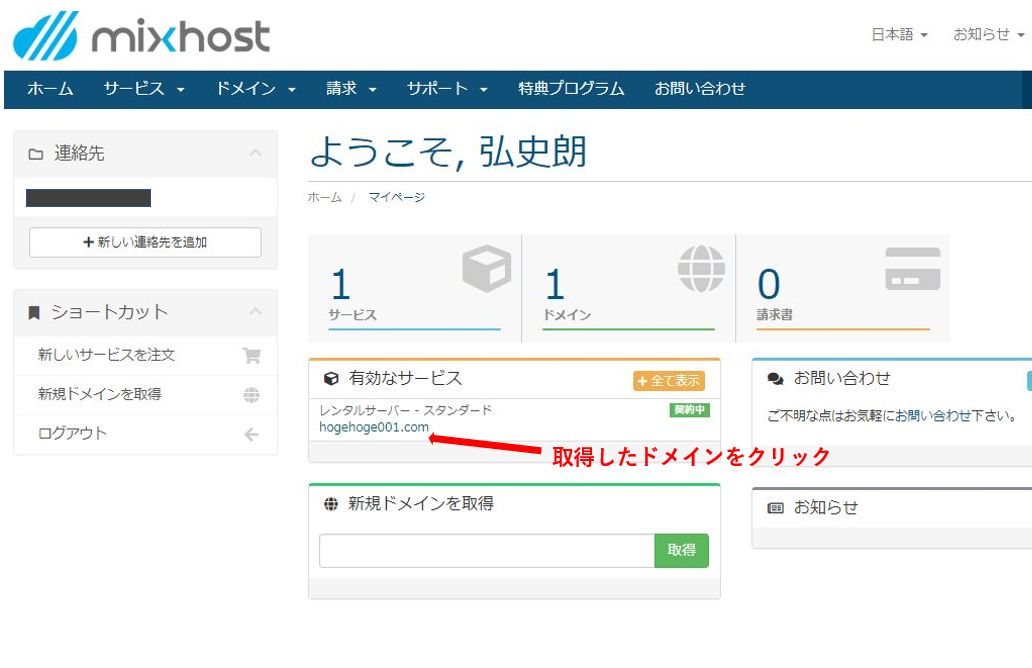 mixhost
日本語
お知らせ
ホーム サービス ドメイン 請求 サポート 特典プログラム お問い合わせ
連絡先
+ 新しい連絡先を追加
ショートカット
新しいサービスを注文
新規ドメインを取得
ログアウト
ようこそ, 弘史朗
ホーム / マイページ
1
サービス
1
ドメイン
0
請求書
有効なサービス
+ 全て表示
レンタルサーバー - スタンダード
契約中
hogehoge001.com
取得したドメインをクリック
新規ドメインを取得
取得
お問い合わせ
ご不明な点はお気軽にお問い合わせ下さい。
お知らせ